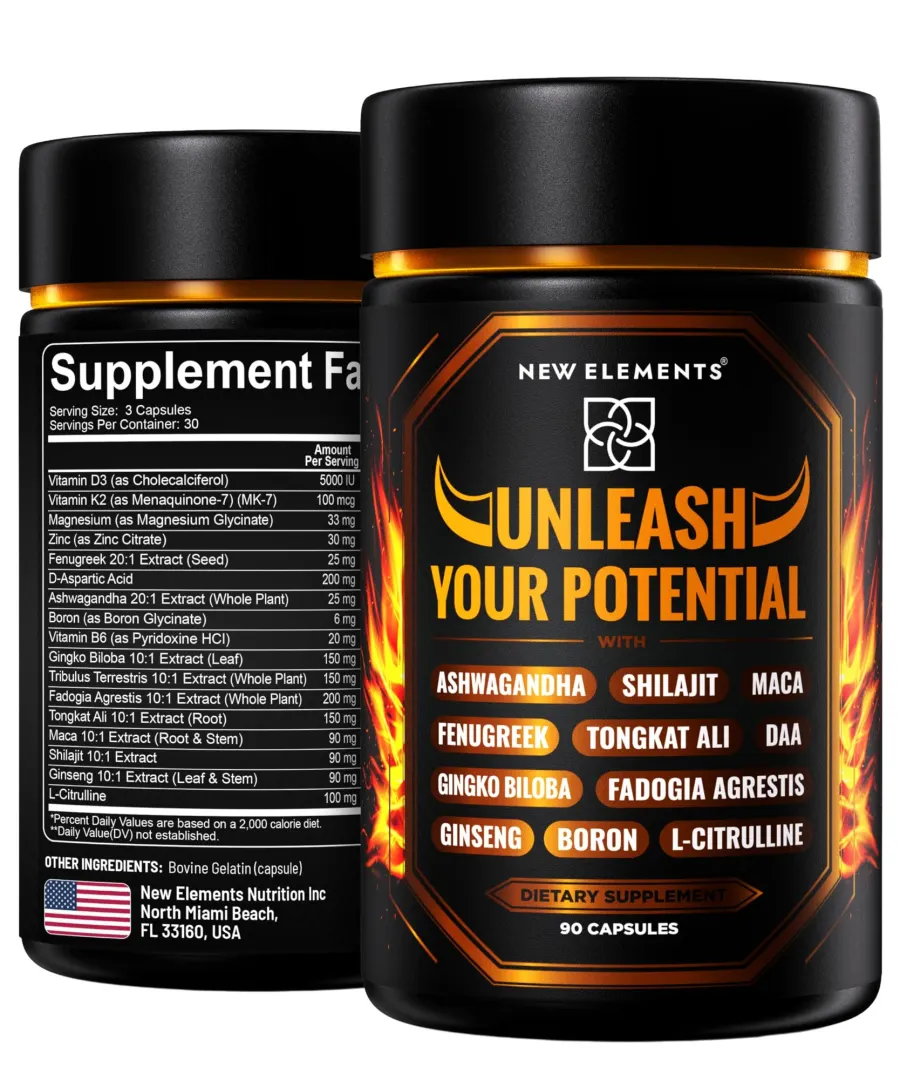 Supplement Fa
Serving Size: 3 Capsules
Servings Per Container: 30
Amount
Per Serving
Vitamin D3 (as Cholecalciferol) 5000 IU
Vitamin K2 (as Menaquinone-7) (MK-7) 100 mcg
Magnesium (as Magnesium Glycinate) 33 mg
Zinc (as Zinc Citrate) 30 mg
Fenugreek 20:1 Extract (Seed) 25 mg
D-Aspartic Acid 200 mg
Ashwagandha 20:1 Extract (Whole Plant) 25 mg
Boron (as Boron Glycinate) 6 mg
Vitamin B6 (as Pyridoxine HCl) 20 mg
Gingko Biloba 10:1 Extract (Leaf) 150 mg
Tribulus Terrestris 10:1 Extract (Whole Plant) 150 mg
Fadogia Agrestis 10:1 Extract (Whole Plant) 200 mg
Tongkat Ali 10:1 Extract (Root) 150 mg
Maca 10:1 Extract (Root & Stem) 90 mg
Shilajit 10:1 Extract 90 mg
Ginseng 10:1 Extract (Leaf & Stem) 90 mg
L-Citrulline 100 mg
*Percent Daily Values are based on a 2,000 calorie diet.
**Daily Value(DV) not established.
OTHER INGREDIENTS: Bovine Gelatin (capsule)
New Elements Nutrition Inc
North Miami Beach,
FL 33160, USA
NEW ELEMENTS®
UNLEASH
YOUR POTENTIAL
WITH
ASHWAGANDHA SHILAJIT MACA
FENUGREEK TONGKAT ALI DAA
GINGKO BILOBA FADOGIA AGRESTIS
GINSENG BORON L-CITRULLINE
DIETARY SUPPLEMENT
90 CAPSULES